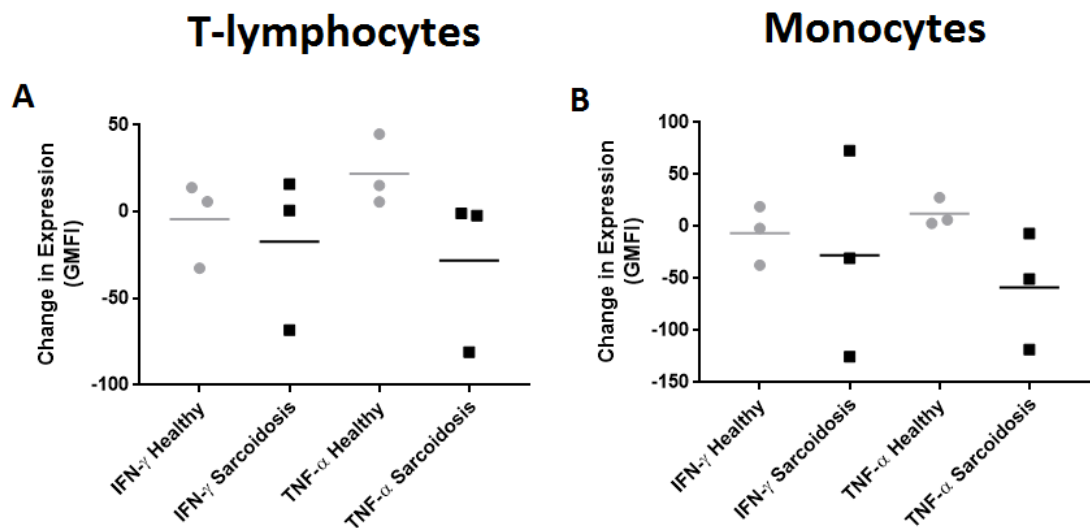 T-lymphocytes
Monocytes
A
Change in Expression
(GMFI)
50
0
-50
-100
IFN-γ Healthy
IFN-γ Sarcoidosis
TNF-α Healthy
TNF-α Sarcoidosis
B
Change in Expression
(GMFI)
100
50
0
-50
-100
-150
IFN-γ Healthy
IFN-γ Sarcoidosis
TNF-α Healthy
TNF-α Sarcoidosis